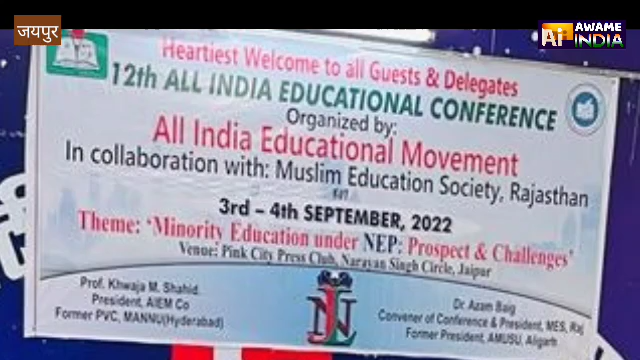 जयपुर
Ai AWAME
INDIA
Heartiest Welcome to all Guests & Delegates
12th ALL INDIA EDUCATIONAL CONFERENCE
Organized by:
All India Educational Movement
In collaboration with: Muslim Education Society, Rajasthan
3rd – 4th SEPTEMBER, 2022
Theme: 'Minority Education under NEP: Prospect & Challenges'
Venue: Pink City Press Club, Narayan Singh Circle, Jaipur
Prof. Khwaja M. Shahid
President, AIEM Co
Former PVC, MANNU(Hyderabad)
Dr. Azam Baig
Convener of Conference & President, MES, Raj
Former President, AMUSU, Aligarh